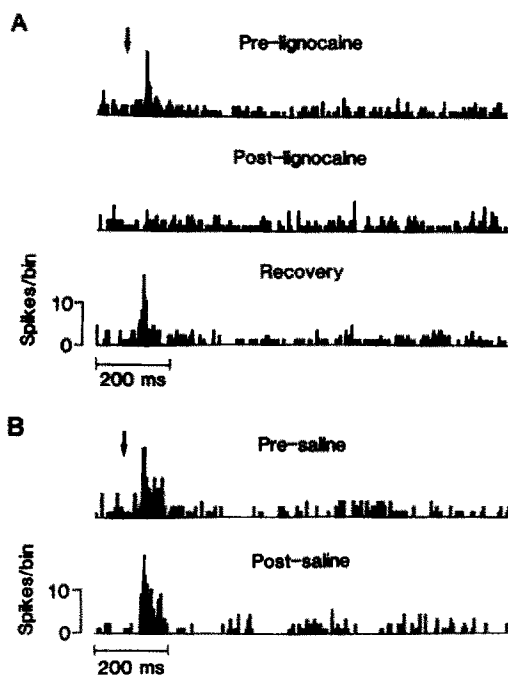 A
Pre-lignocaine
Post-lignocaine
Recovery
Spikes/bin
10
0
200 ms
B
Pre-saline
Post-saline
Spikes/bin
10
0
200 ms